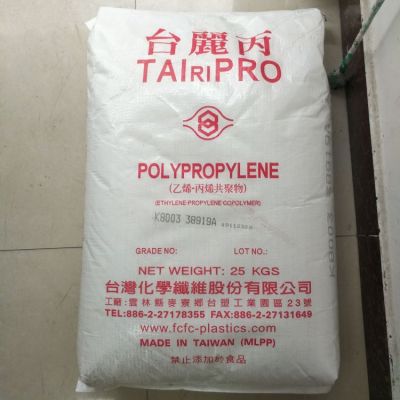 台麗丙
TAIRIPRO
POLYPROPYLENE
(乙烯-丙烯共聚物)
(ETHYLENE-PROPYLENE COPOLYMER)
K8003 38919A
GRADE NO: LOT NO:
NET WEIGHT: 25 KGS
台灣化學纖維股份有限公司
工廠:雲林縣麥寮鄉台塑工業園區23號
TEL:886-2-27178355 FAX:886-2-27131649
www.fcfc-plastics.com
MADE IN TAIWAN (MLPP)
禁止添加於食品
K8003 38919A